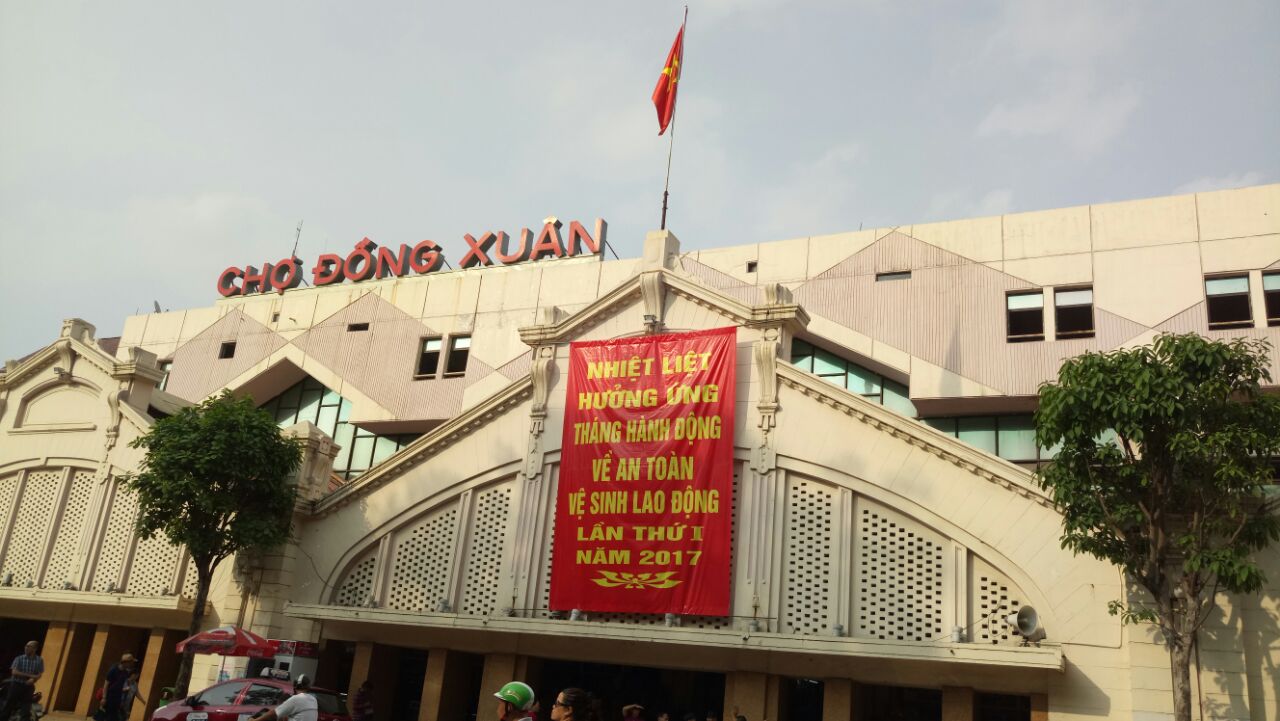 CHỢ ĐỒNG XUÂN
NHIỆT LIỆT
HƯỞNG ỨNG
THÁNG HÀNH ĐỘNG
VỀ AN TOÀN
VỆ SINH LAO ĐỘNG
LẦN THỨ I
NĂM 2017